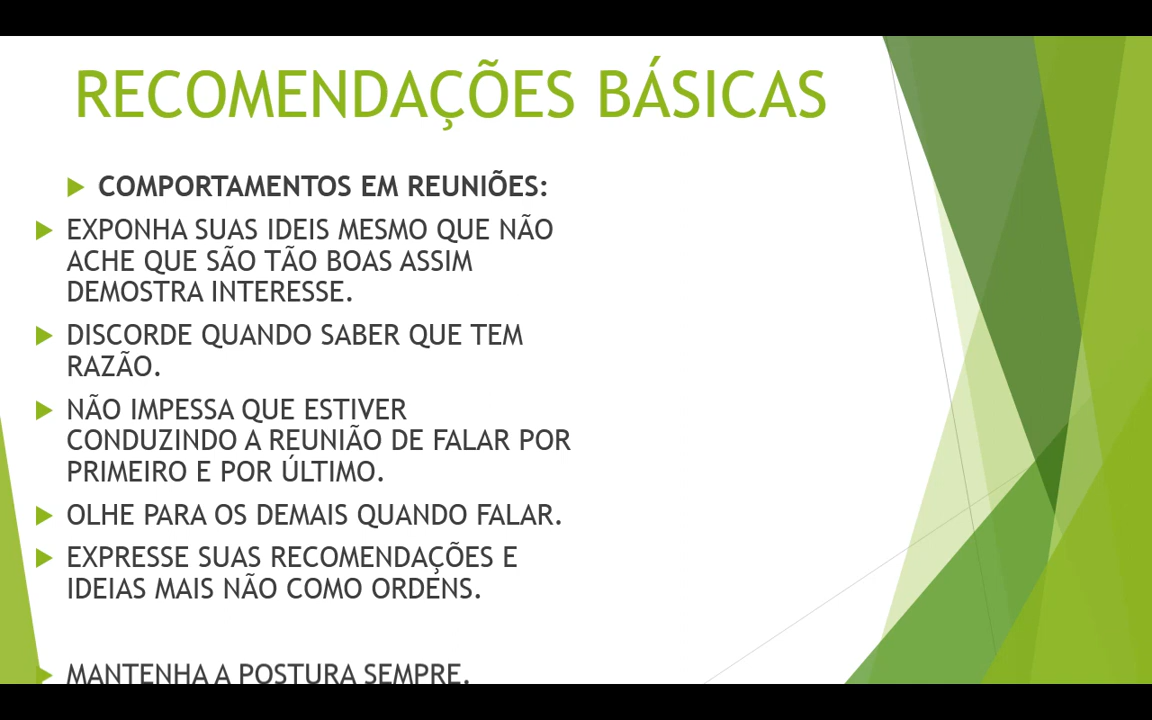 RECOMENDAÇÕES BÁSICAS
COMPORTAMENTOS EM REUNIÕES:
EXPONHA SUAS IDEIS MESMO QUE NÃO
ACHE QUE SÃO TÃO BOAS ASSIM
DEMOSTRA INTERESSE.
DISCORDE QUANDO SABER QUE TEM
RAZÃO.
NÃO IMPESSA QUE ESTIVER
CONDUZINDO A REUNIÃO DE FALAR POR
PRIMEIRO E POR ÚLTIMO.
OLHE PARA OS DEMAIS QUANDO FALAR.
EXPRESSE SUAS RECOMENDAÇÕES E
IDEIAS MAIS NÃO COMO ORDENS.
MANTENHA A POSTURA SEMPRE.